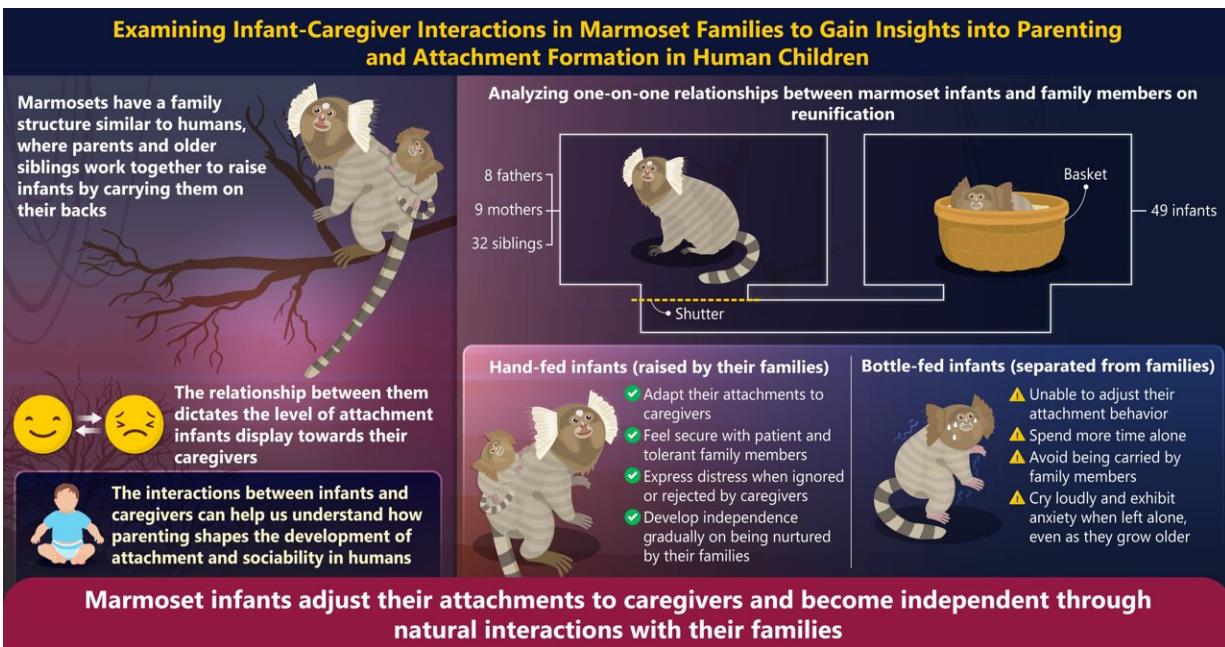 Examining Infant-Caregiver Interactions in Marmoset Families to Gain Insights into Parenting
and Attachment Formation in Human Children
Marmosets have a family
structure similar to humans,
where parents and older
siblings work together to raise
infants by carrying them on
their backs
The relationship between them
dictates the level of attachment
infants display towards their
caregivers
The interactions between infants and
caregivers can help us understand how
parenting shapes the development of
attachment and sociability in humans
Analyzing one-on-one relationships between marmoset infants and family members on
reunification
8 fathers
9 mothers
32 siblings
Shutter
Basket
49 infants
Hand-fed infants (raised by their families)
Adapt their attachments to
caregivers
Feel secure with patient and
tolerant family members
Express distress when ignored
or rejected by caregivers
Develop independence
gradually on being nurtured
by their families
Bottle-fed infants (separated from families)
Unable to adjust their
attachment behavior
Spend more time alone
Avoid being carried by
family members
Cry loudly and exhibit
anxiety when left alone,
even as they grow older
Marmoset infants adjust their attachments to caregivers and become independent through
natural interactions with their families